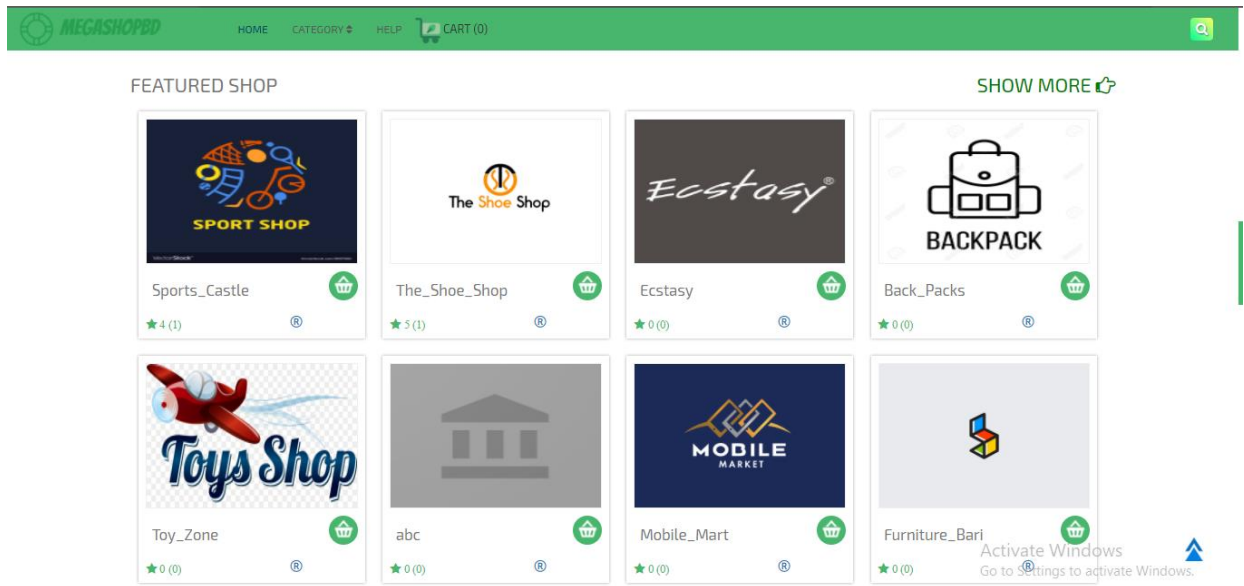 MEGASHOPBD HOME CATEGORY HELP CART (0)
FEATURED SHOP SHOW MORE
SPORT SHOP
The Shoe Shop
Ecstasy®
BACKPACK
Sports_Castle The_Shoe_Shop Ecstasy Back_Packs
4 (1) ® 5 (1) ® 0 (0) ® 0 (0) ®
Toys Shop
MOBILE
MARKET
Toy_Zone abc Mobile_Mart Furniture_Bari
0 (0) ® 0 (0) ® 0 (0) ® 0 (0) ®
Activate Windows
Go to Settings to activate Windows.